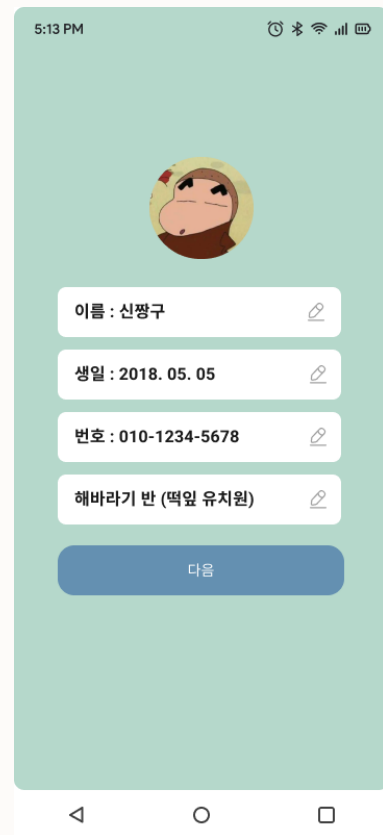 5:13 PM
이름 : 신짱구
생일 : 2018. 05. 05
번호 : 010-1234-5678
해바라기 반 (떡잎 유치원)
다음